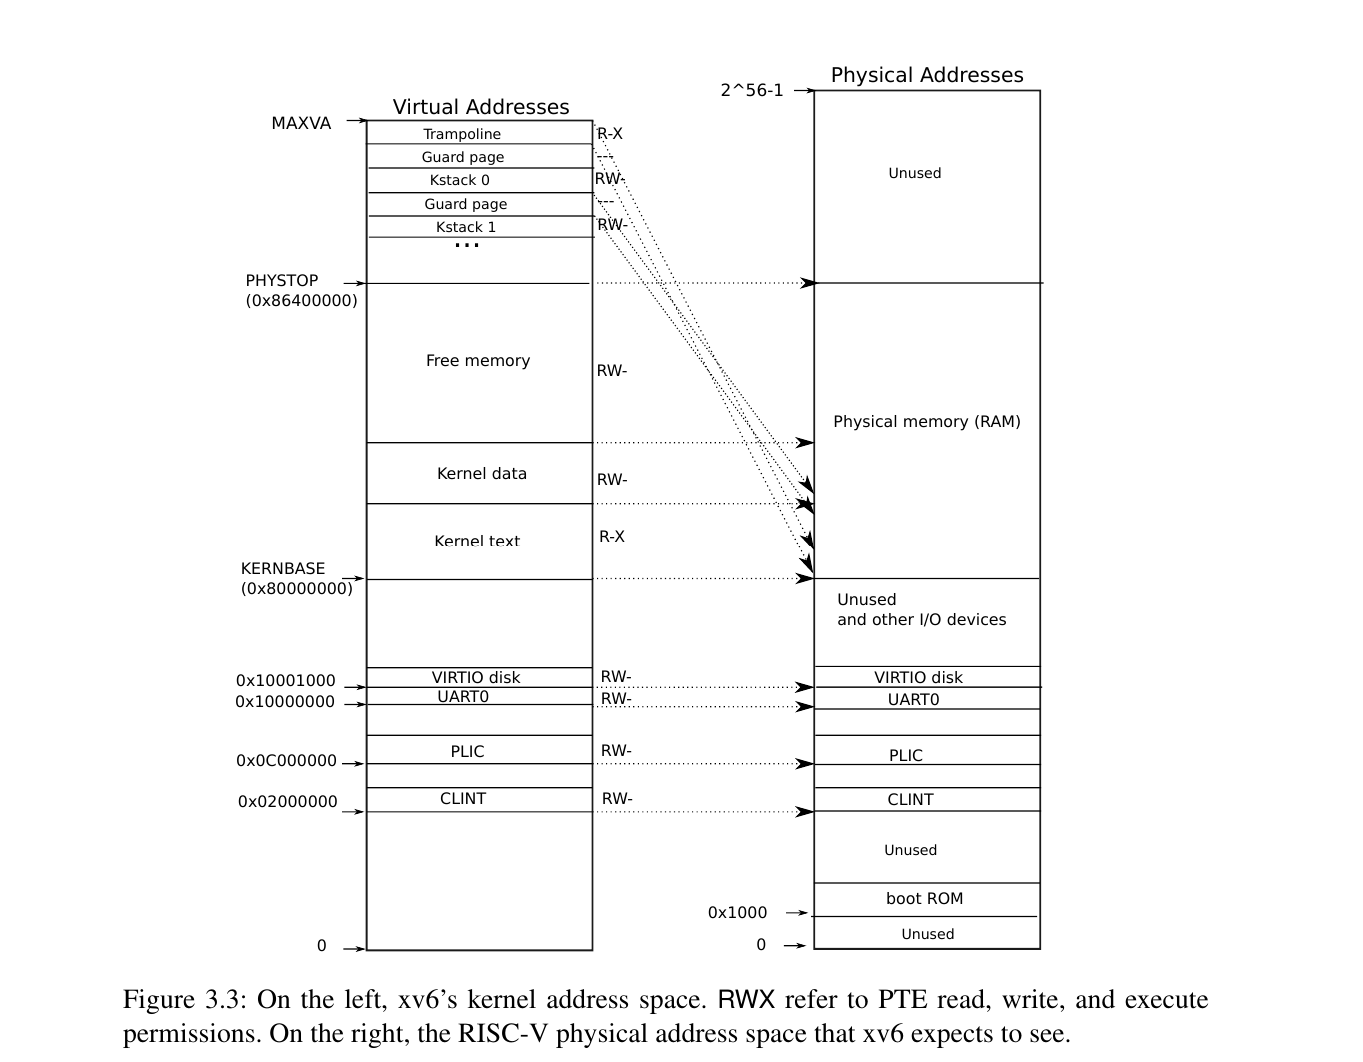 Physical Addresses
2^56-1
Virtual Addresses
MAXVA
Trampoline
R-X
Guard page
---
Unused
Kstack 0
RW-
Guard page
---
Kstack 1
RW-
...
PHYSTOP
(0x86400000)
Free memory
RW-
Physical memory (RAM)
Kernel data
RW-
Kernel text
R-X
KERNBASE
(0x80000000)
Unused
and other I/O devices
0x10001000
VIRTIO disk
RW-
VIRTIO disk
0x10000000
UART0
RW-
UART0
0x0C000000
PLIC
RW-
PLIC
0x02000000
CLINT
RW-
CLINT
Unused
boot ROM
0x1000
Unused
0
0
Figure 3.3: On the left, xv6's kernel address space. RWX refer to PTE read, write, and execute
permissions. On the right, the RISC-V physical address space that xv6 expects to see.